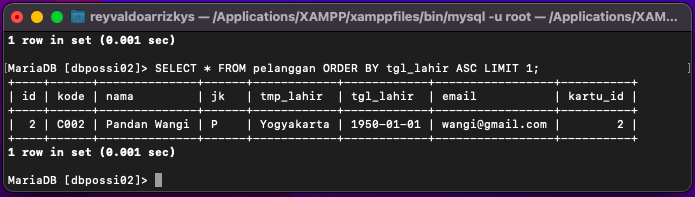 reyvaldoarrizkys — /Applications/XAMPP/xamppfiles/bin/mysql -u root — /Applications/XAM...
1 row in set (0.001 sec)
MariaDB [dbpossi02]> SELECT * FROM pelanggan ORDER BY tgl_lahir ASC LIMIT 1;
+----+------+--------------+----+------------+------------+-----------------+----------+
| id | kode | nama         | jk | tmp_lahir  | tgl_lahir  | email           | kartu_id |
+----+------+--------------+----+------------+------------+-----------------+----------+
|  2 | C002 | Pandan Wangi | P  | Yogyakarta | 1950-01-01 | wangi@gmail.com |        2 |
+----+------+--------------+----+------------+------------+-----------------+----------+
1 row in set (0.001 sec)
MariaDB [dbpossi02]>